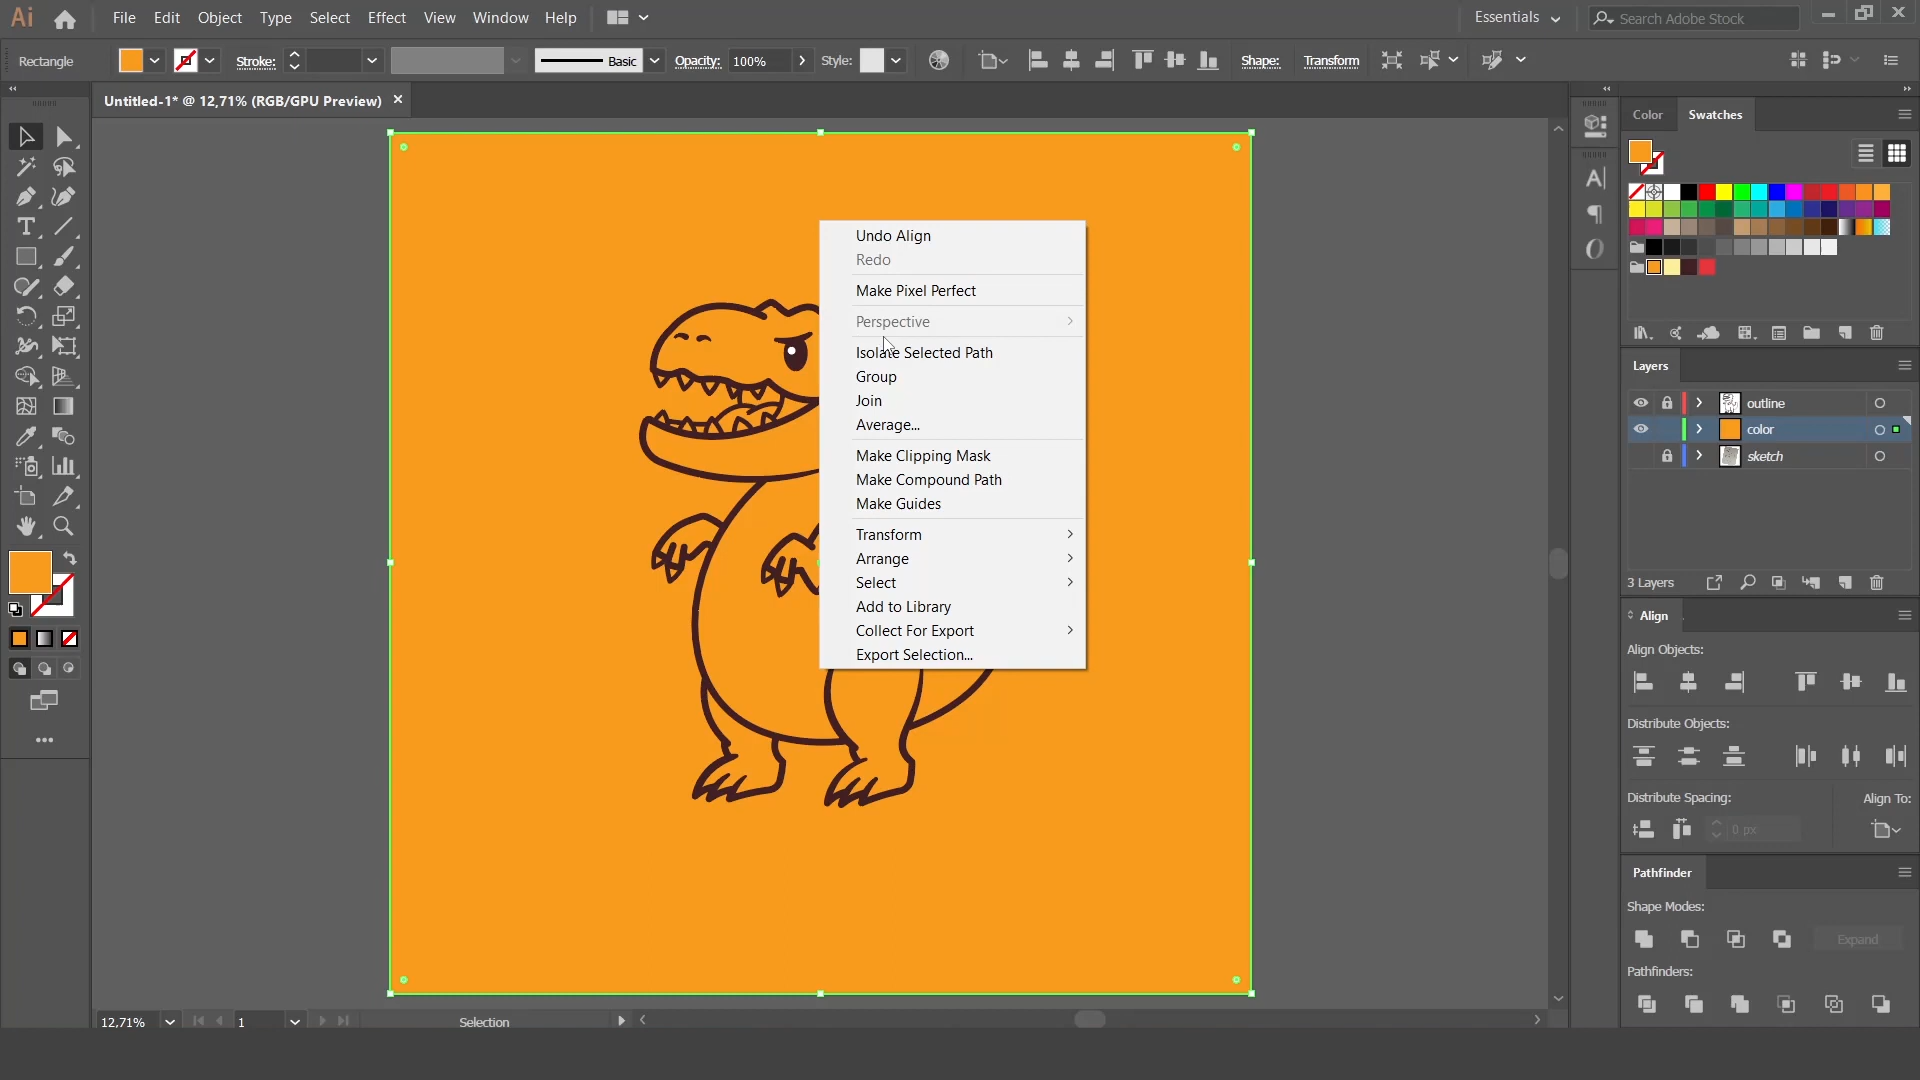 Ai File Edit Object Type Select Effect View Window Help Essentials Search Adobe Stock
Rectangle Stroke: Basic Opacity: 100% Style: Shape: Transform
Untitled-1* @ 12,71% (RGB/GPU Preview)
Color Swatches
Undo Align
Redo
Make Pixel Perfect
Perspective
Isolate Selected Path
Group
Join
Average...
Make Clipping Mask
Make Compound Path
Make Guides
Transform
Arrange
Select
Add to Library
Collect For Export
Export Selection...
Layers
outline
color
sketch
3 Layers
Align
Align Objects:
Distribute Objects:
Distribute Spacing: Align To:
0 px
Pathfinder
Shape Modes:
Expand
Pathfinders:
12,71% 1 Selection